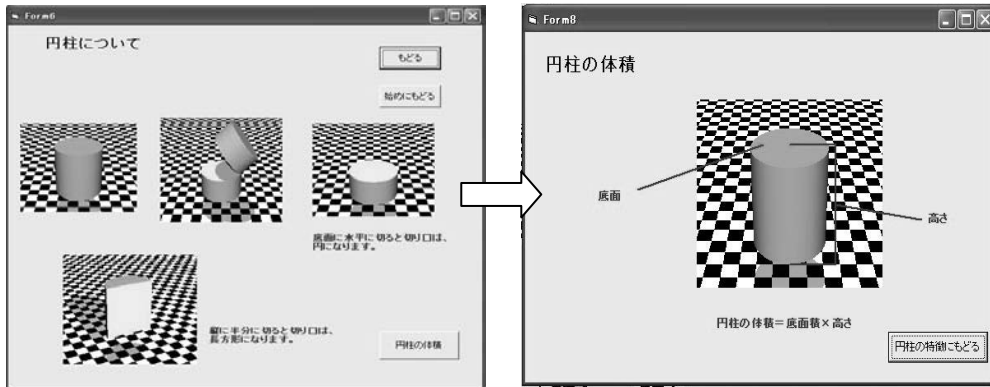 Form6
円柱について
もどる
始めにもどる
底面に水平に切ると切り口は、
円になります。
縦に半分に切ると切り口は、
長方形になります。
円柱の体積
Form8
円柱の体積
底面
高さ
円柱の体積＝底面積×高さ
円柱の特徴にもどる